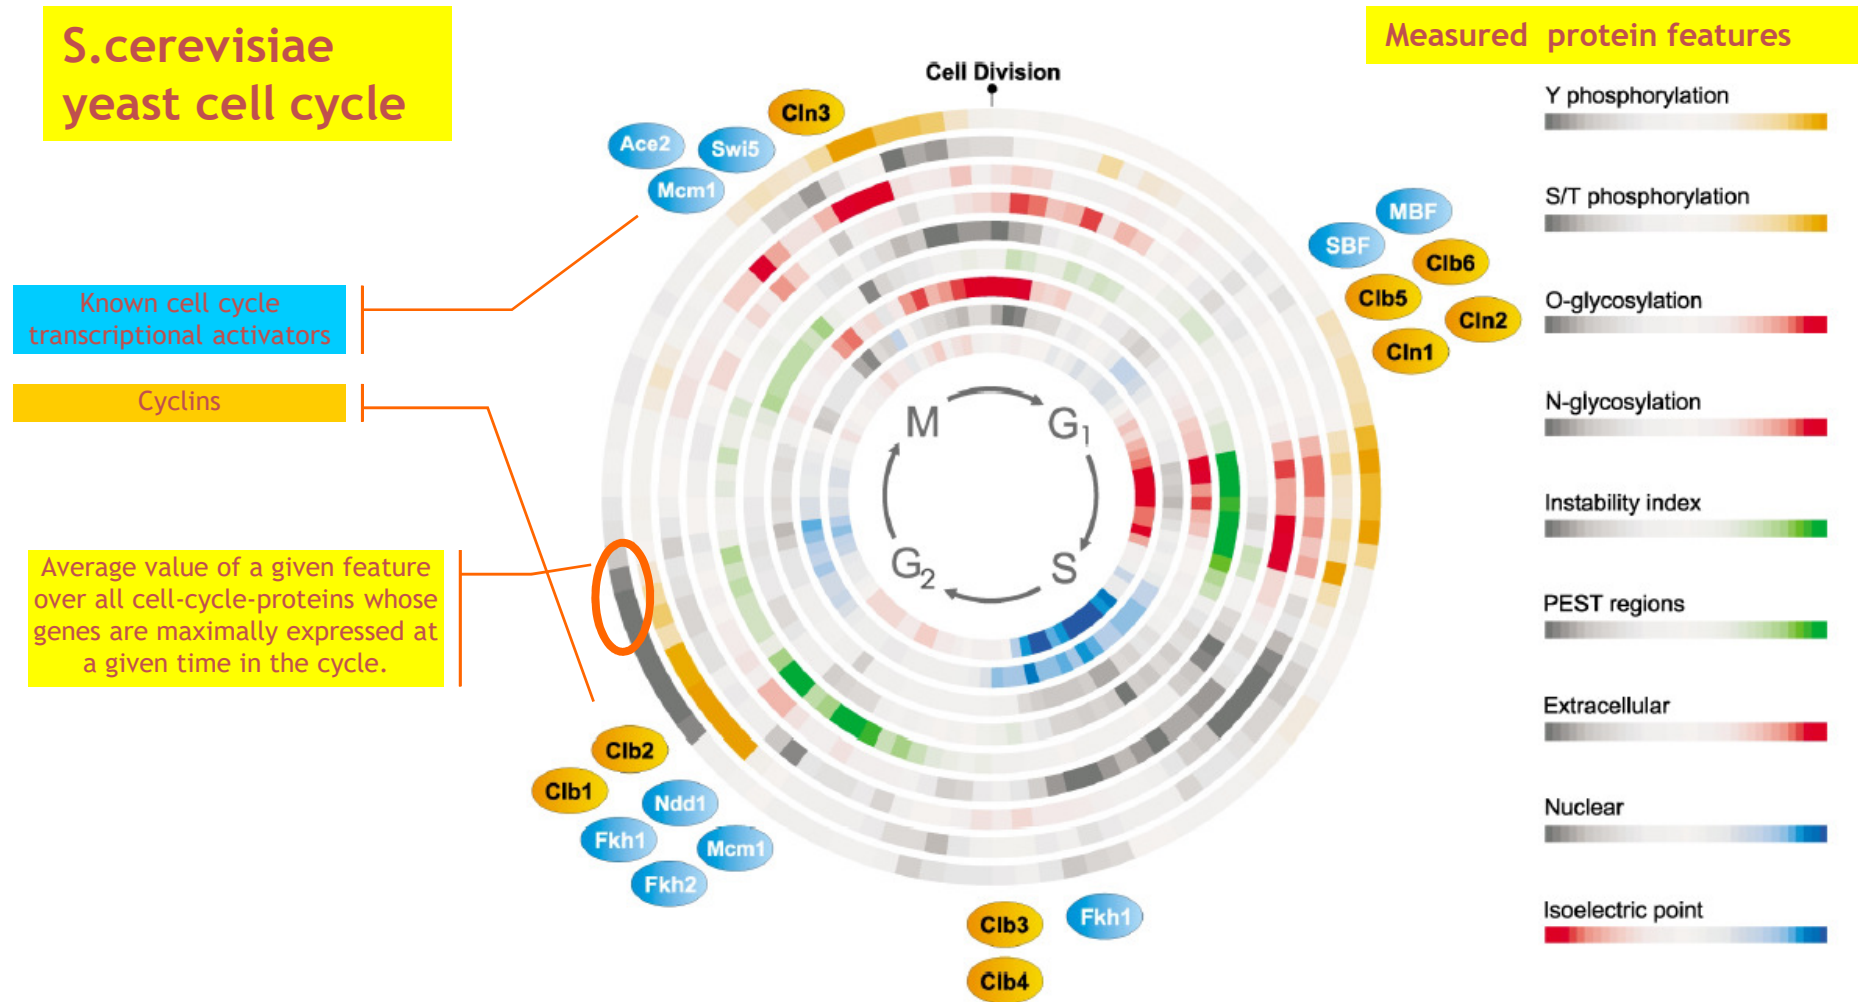 S.cerevisiae
yeast cell cycle
Measured protein features
Cell Division
Cln3
Ace2
Swi5
Mcm1
MBF
SBF
Clb6
Clb5
Cln2
Cln1
Known cell cycle
transcriptional activators
Cyclins
Average value of a given feature
over all cell-cycle-proteins whose
genes are maximally expressed at
a given time in the cycle.
M
G1
G2
S
Clb2
Clb1
Ndd1
Fkh1
Mcm1
Fkh2
Clb3
Fkh1
Clb4
Y phosphorylation
S/T phosphorylation
O-glycosylation
N-glycosylation
Instability index
PEST regions
Extracellular
Nuclear
Isoelectric point